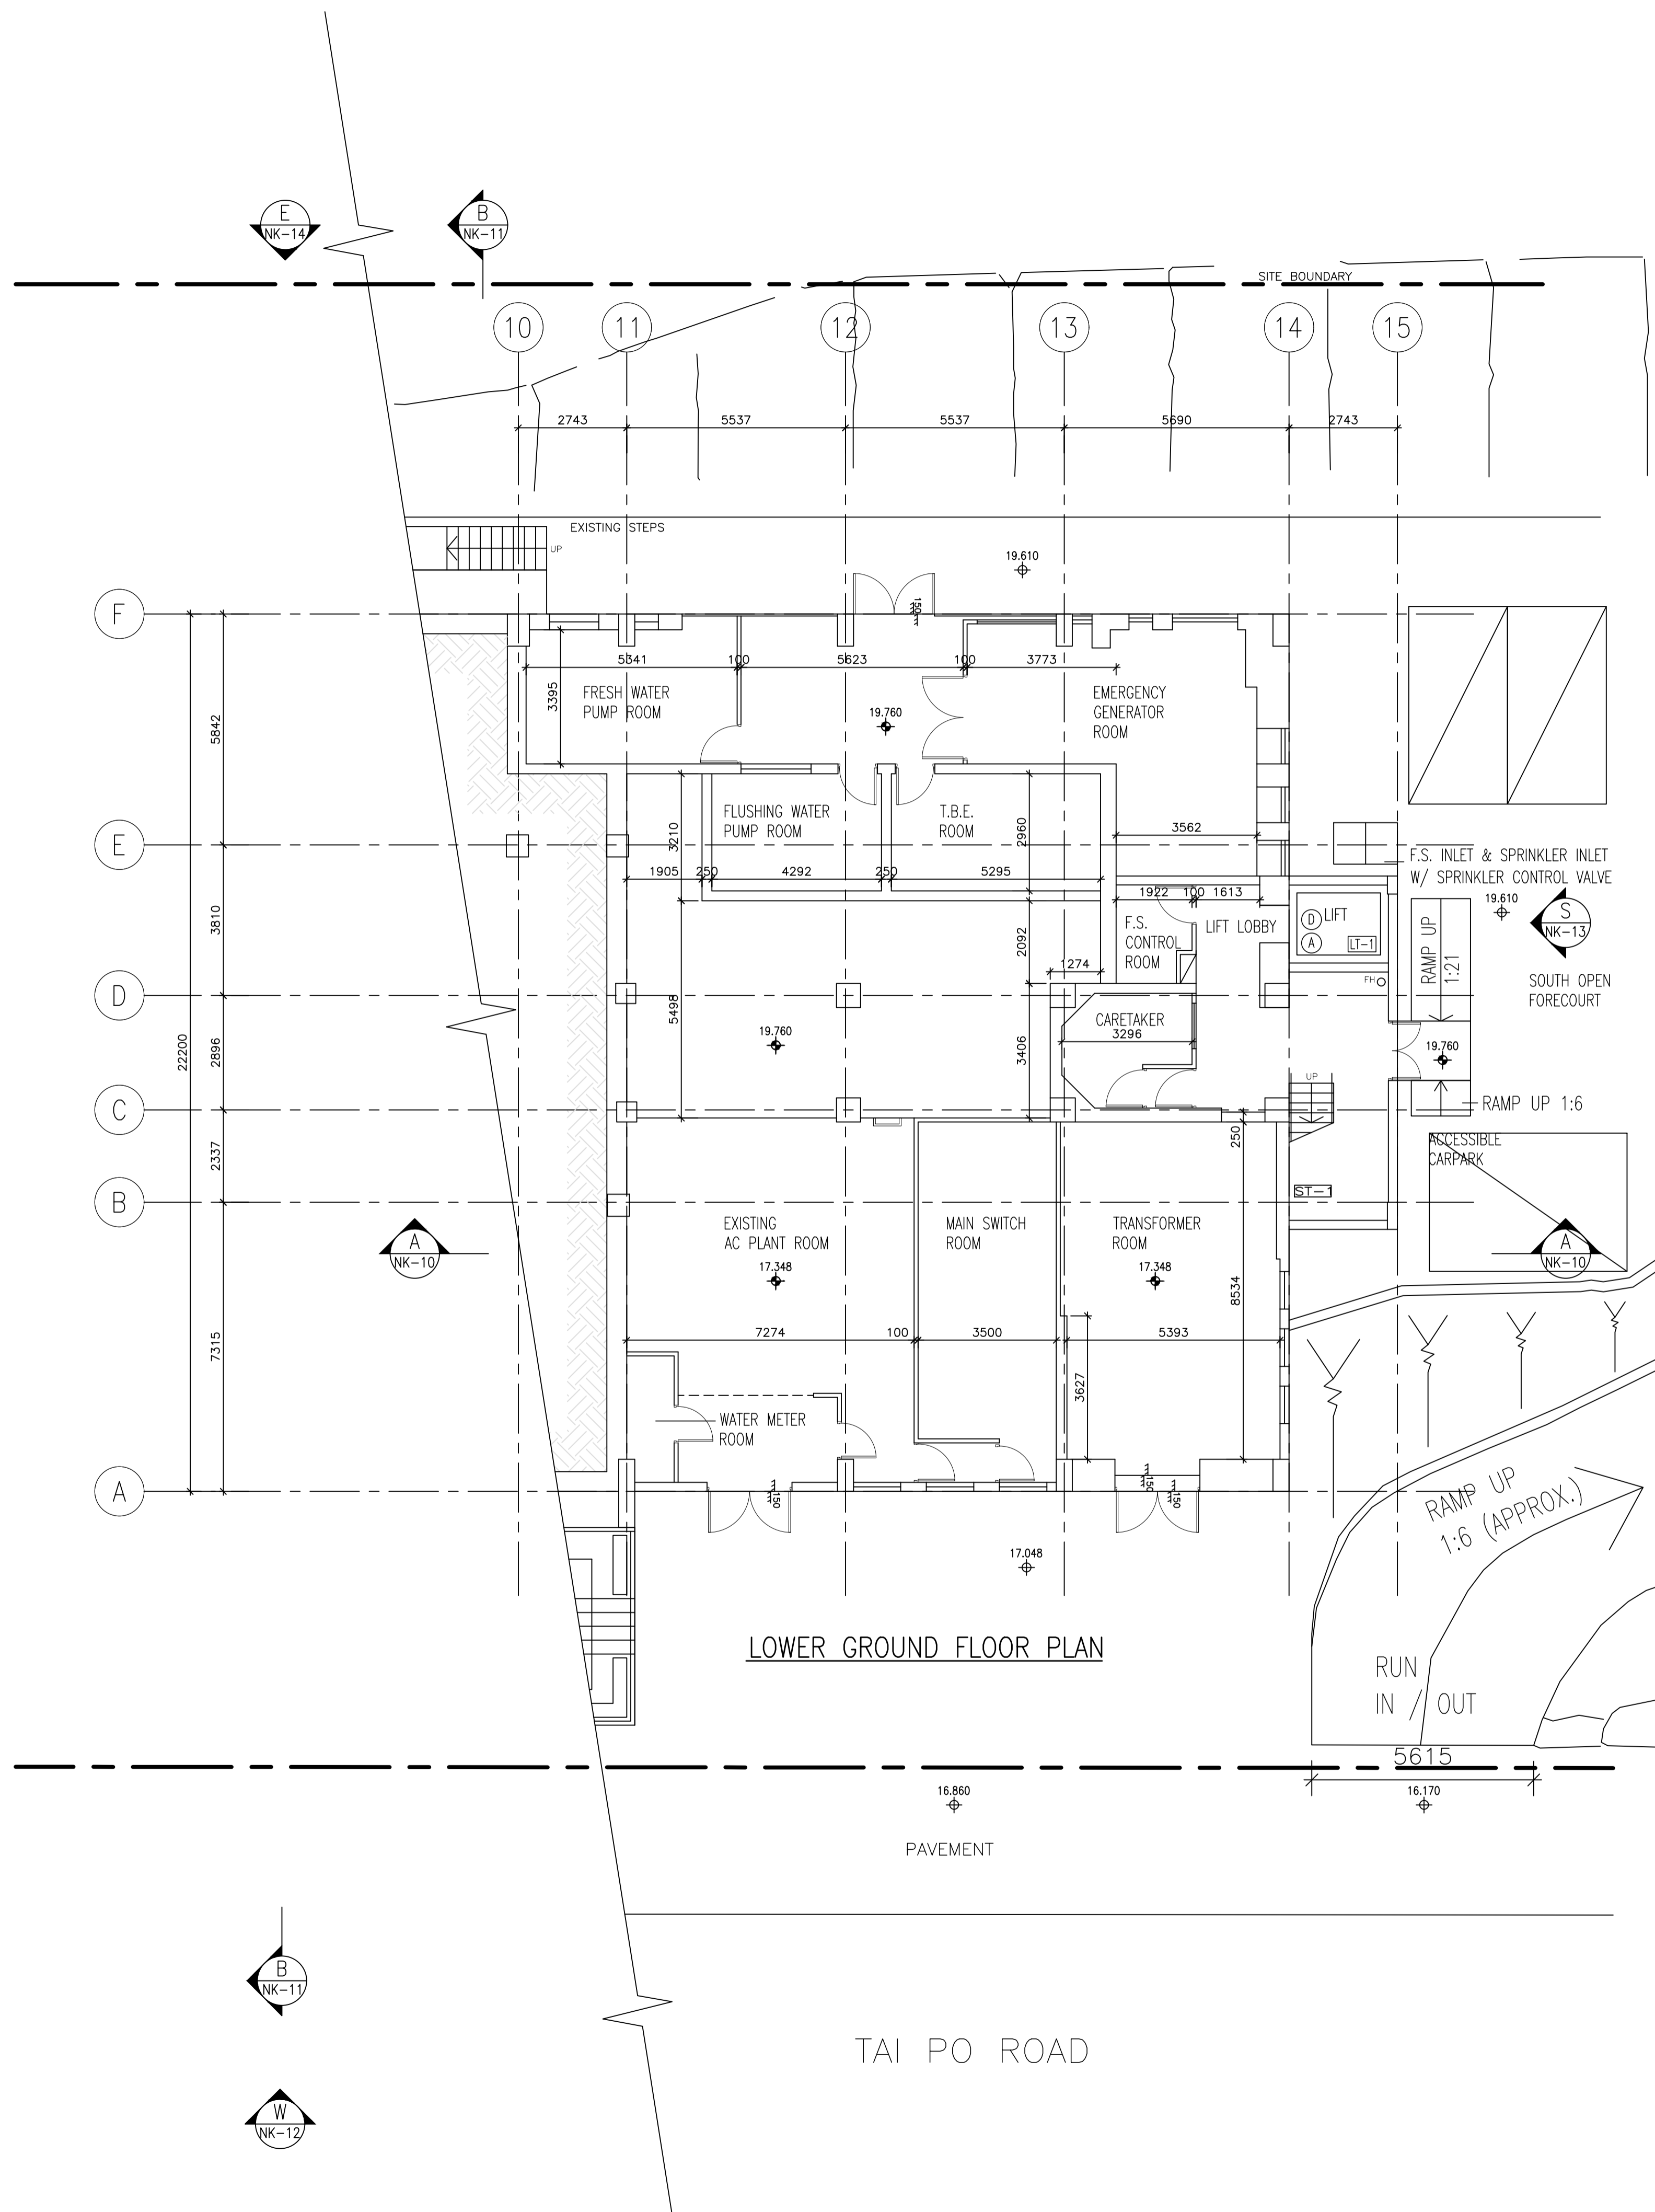 E
NK-14
B
NK-11
SITE BOUNDARY
10
11
12
13
14
15
2743
5537
5537
5690
2743
EXISTING STEPS
UP
19.610
F
150
5341
100
5623
100
3773
3395
FRESH WATER
PUMP ROOM
19.760
EMERGENCY
GENERATOR
ROOM
5842
FLUSHING WATER
PUMP ROOM
T.B.E.
ROOM
3210
2960
3562
E
F.S. INLET & SPRINKLER INLET
W/ SPRINKLER CONTROL VALVE
1905
250
4292
250
5295
1922
100
1613
19.610
S
NK-13
F.S.
CONTROL
ROOM
LIFT LOBBY
D
LIFT
A
LT-1
RAMP UP
1:21
3810
2092
1274
FH
SOUTH OPEN
FORECOURT
D
5498
CARETAKER
3296
19.760
3406
19.760
22200
2896
UP
C
RAMP UP 1:6
250
ACCESSIBLE
CARPARK
2337
B
ST-1
A
NK-10
EXISTING
AC PLANT ROOM
17.348
MAIN SWITCH
ROOM
TRANSFORMER
ROOM
17.348
A
NK-10
8534
7315
7274
100
3500
5393
3627
WATER METER
ROOM
A
150
150
150
RAMP UP
1:6 (APPROX.)
17.048
LOWER GROUND FLOOR PLAN
RUN
IN / OUT
5615
16.860
16.170
PAVEMENT
B
NK-11
TAI PO ROAD
W
NK-12